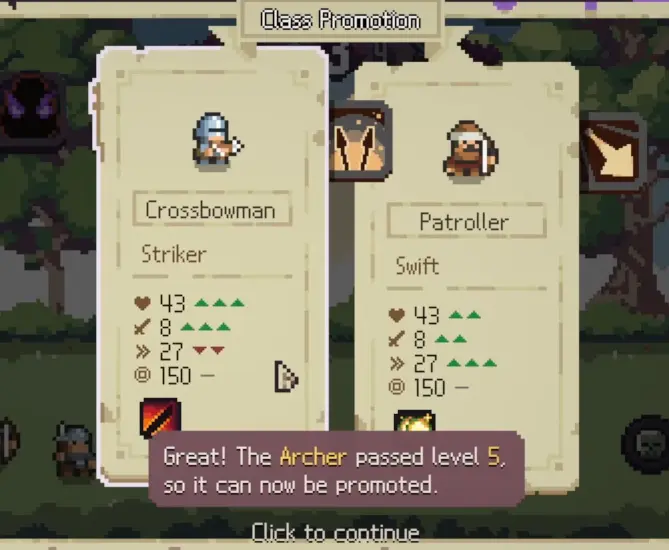 Class Promotion
Crossbowman
Striker
43
8
27
150
Patroller
Swift
43
8
27
150
Great! The Archer passed level 5,
so it can now be promoted.
Click to continue